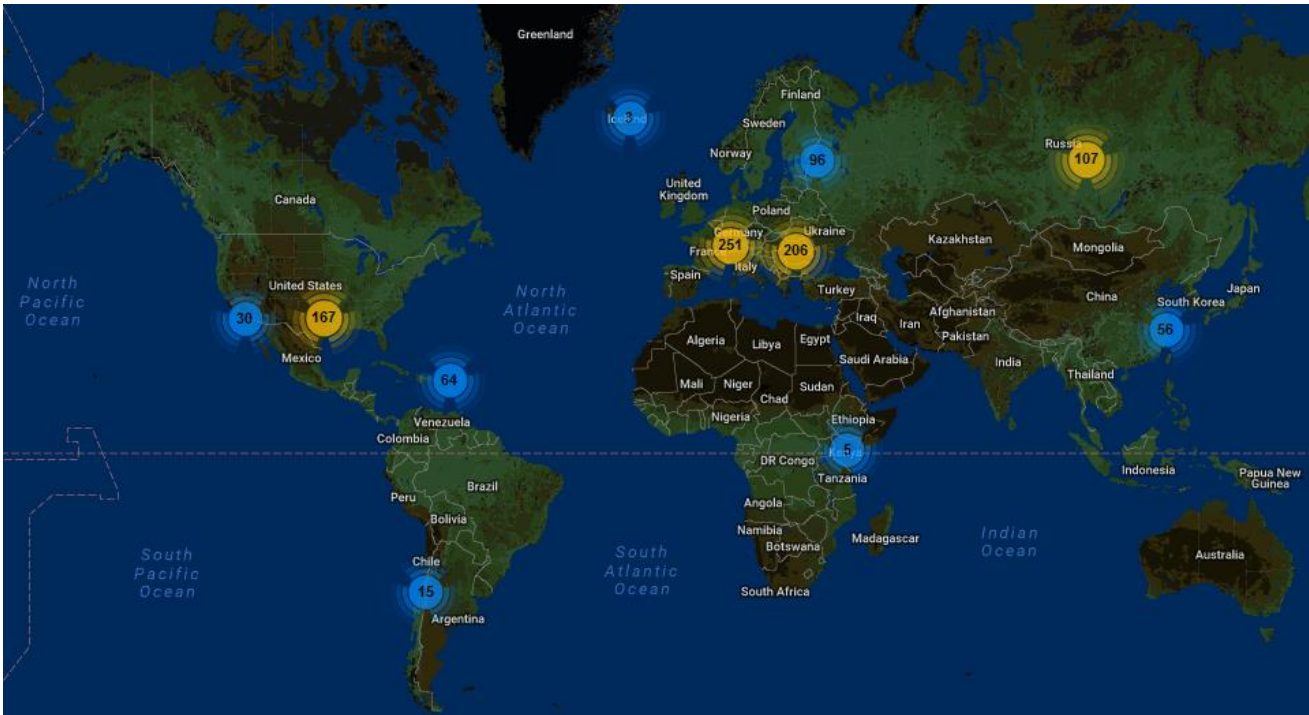 Greenland
Iceland
3
Finland
Sweden
Norway
96
Russia
107
United
Kingdom
Canada
Poland
Germany
251
France
206
Ukraine
Italy
Spain
Turkey
Kazakhstan
Mongolia
China
South Korea
Japan
56
Afghanistan
Pakistan
Iran
Iraq
India
Thailand
North
Pacific
Ocean
United States
30
167
Mexico
North
Atlantic
Ocean
64
Venezuela
Colombia
Algeria
Libya
Egypt
Saudi Arabia
Mali
Niger
Chad
Sudan
Nigeria
Ethiopia
5
Kenya
DR Congo
Tanzania
Indonesia
Papua New
Guinea
Peru
Brazil
Bolivia
Angola
Namibia
Botswana
Madagascar
South Africa
Indian
Ocean
Australia
South
Pacific
Ocean
Chile
15
Argentina
South
Atlantic
Ocean